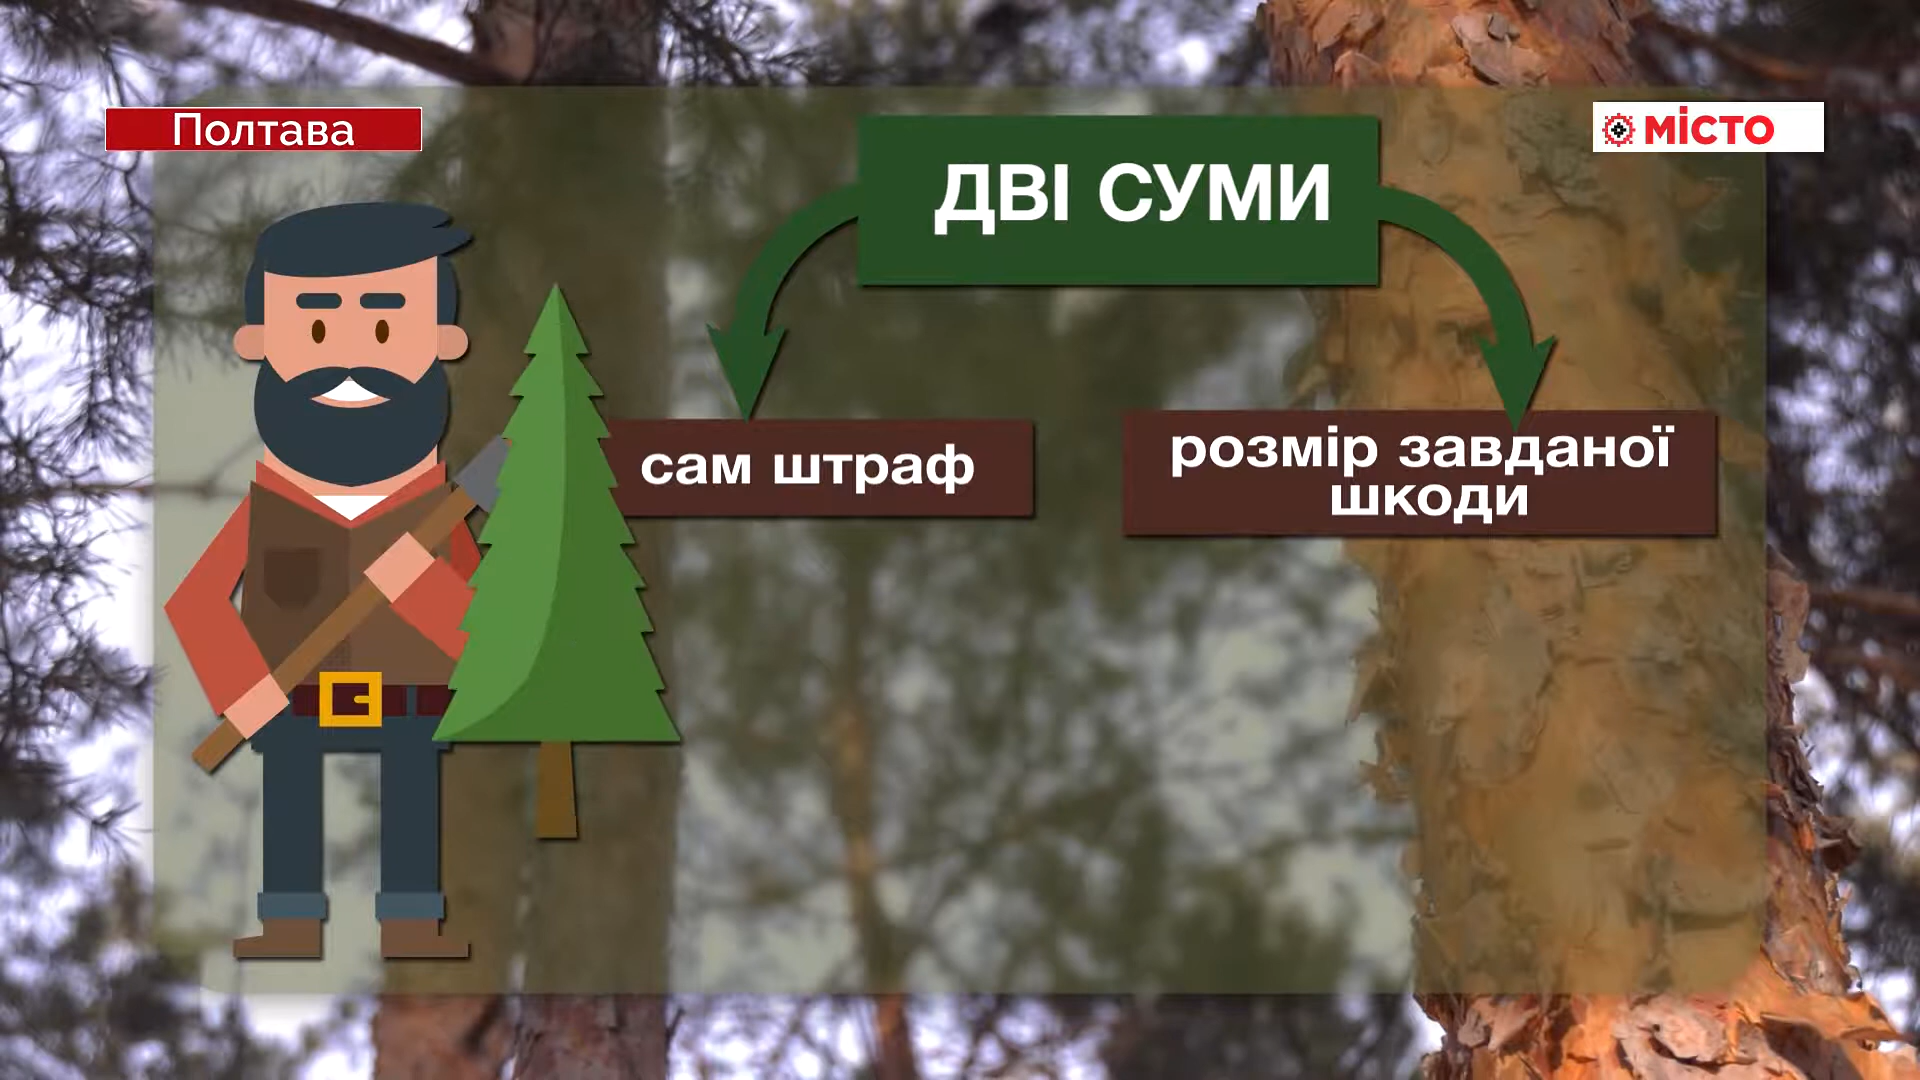 Полтава
МІСТО
ДВІ СУМИ
сам штраф
розмір завданої
шкоди